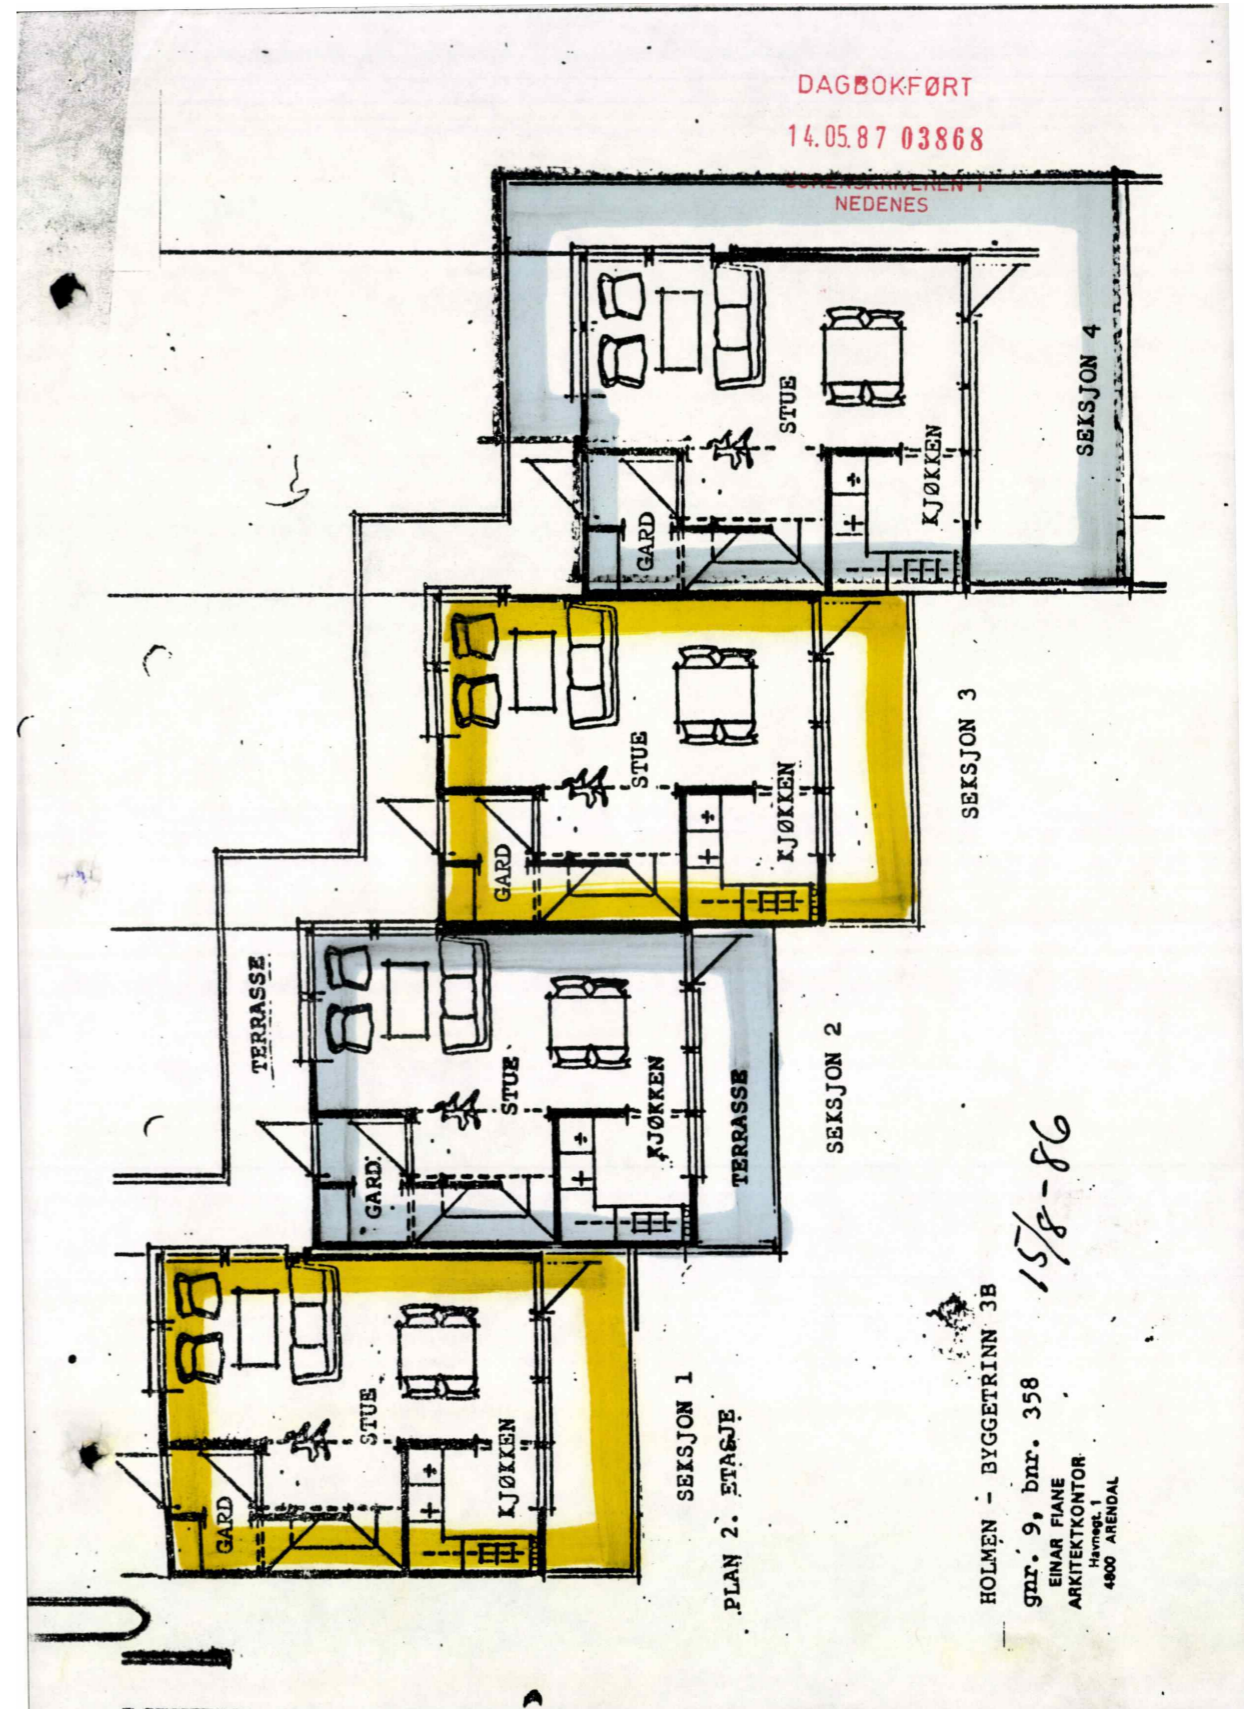 DAGBOKFØRT
14.05.87 03868
SORENSKRIVEREN I
NEDENES
SEKSJON 4
STUE
KJØKKEN
GARD
SEKSJON 3
STUE
KJØKKEN
GARD
TERRASSE
SEKSJON 2
STUE
KJØKKEN
GARD.
TERRASSE
SEKSJON 1
STUE
KJØKKEN
GARD
PLAN 2. ETASJE
HOLMEN - BYGGETRINN 3B
gnr. 9, bnr. 358
15/8-86
EINAR FIANE
ARKITEKTKONTOR
Havnegt. 1
4800 ARENDAL